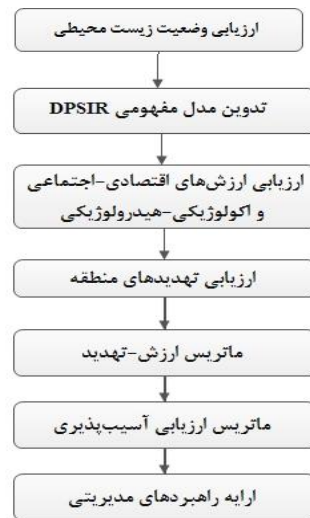 ارزیابی وضعیت زیست محیطی
تدوین مدل مفهومی DPSIR
ارزیابی ارزش‌های اقتصادی-اجتماعی
و اکولوژیکی-هیدرولوژیکی
ارزیابی تهدیدهای منطقه
ماتریس ارزش-تهدید
ماتریس ارزیابی آسیب‌پذیری
ارایه راهبردهای مدیریتی